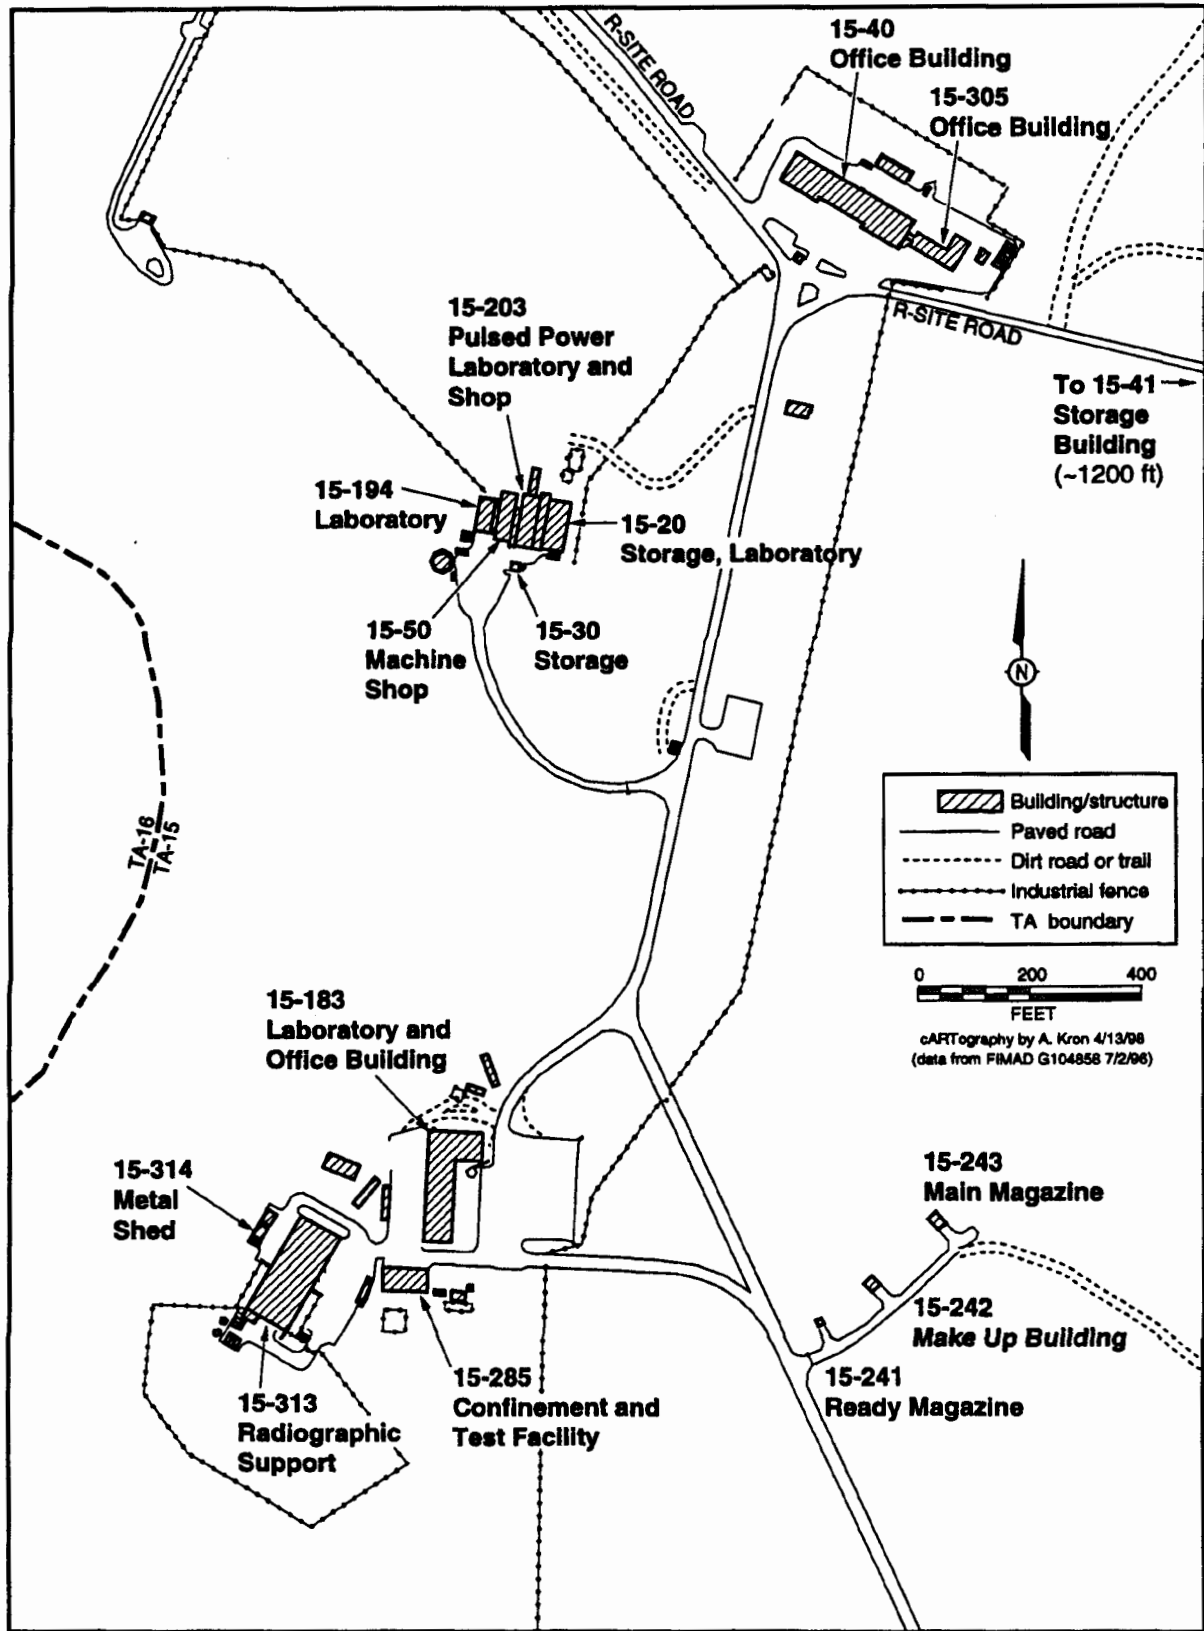 R-SITE ROAD
15-40
Office Building
15-305
Office Building
R-SITE ROAD
To 15-41
Storage
Building
(~1200 ft)
15-203
Pulsed Power
Laboratory and
Shop
15-194
Laboratory
15-20
Storage, Laboratory
15-50
Machine
Shop
15-30
Storage
N
TA-16
TA-15
Building/structure
Paved road
Dirt road or trail
Industrial fence
TA boundary
0 200 400
FEET
cARTography by A. Kron 4/13/98
(data from FIMAD G104858 7/2/96)
15-183
Laboratory and
Office Building
15-314
Metal
Shed
15-243
Main Magazine
15-242
Make Up Building
15-241
Ready Magazine
15-285
Confinement and
Test Facility
15-313
Radiographic
Support